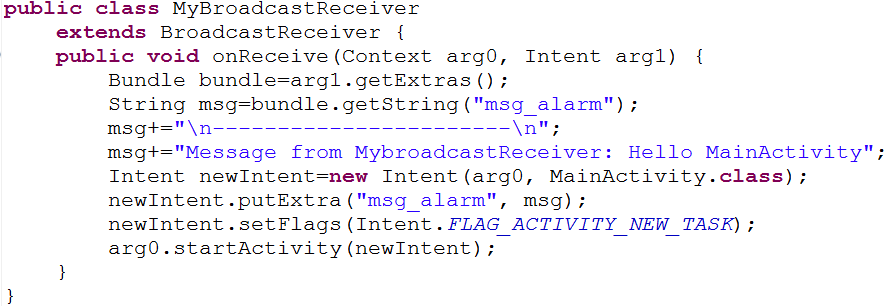 public class MyBroadcastReceiver
    extends BroadcastReceiver {
    public void onReceive(Context arg0, Intent arg1) {
        Bundle bundle=arg1.getExtras();
        String msg=bundle.getString("msg_alarm");
        msg+="\n-----------------------\n";
        msg+="Message from MybroadcastReceiver: Hello MainActivity";
        Intent newIntent=new Intent(arg0, MainActivity.class);
        newIntent.putExtra("msg_alarm", msg);
        newIntent.setFlags(Intent.FLAG_ACTIVITY_NEW_TASK);
        arg0.startActivity(newIntent);
    }
}